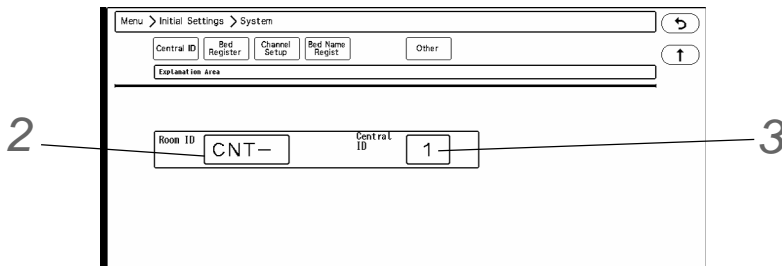 Menu > Initial Settings > System
Central ID
Bed Register
Channel Setup
Bed Name Regist
Other
Explanation Area
2
Room ID
CNT-
Central ID
1
3